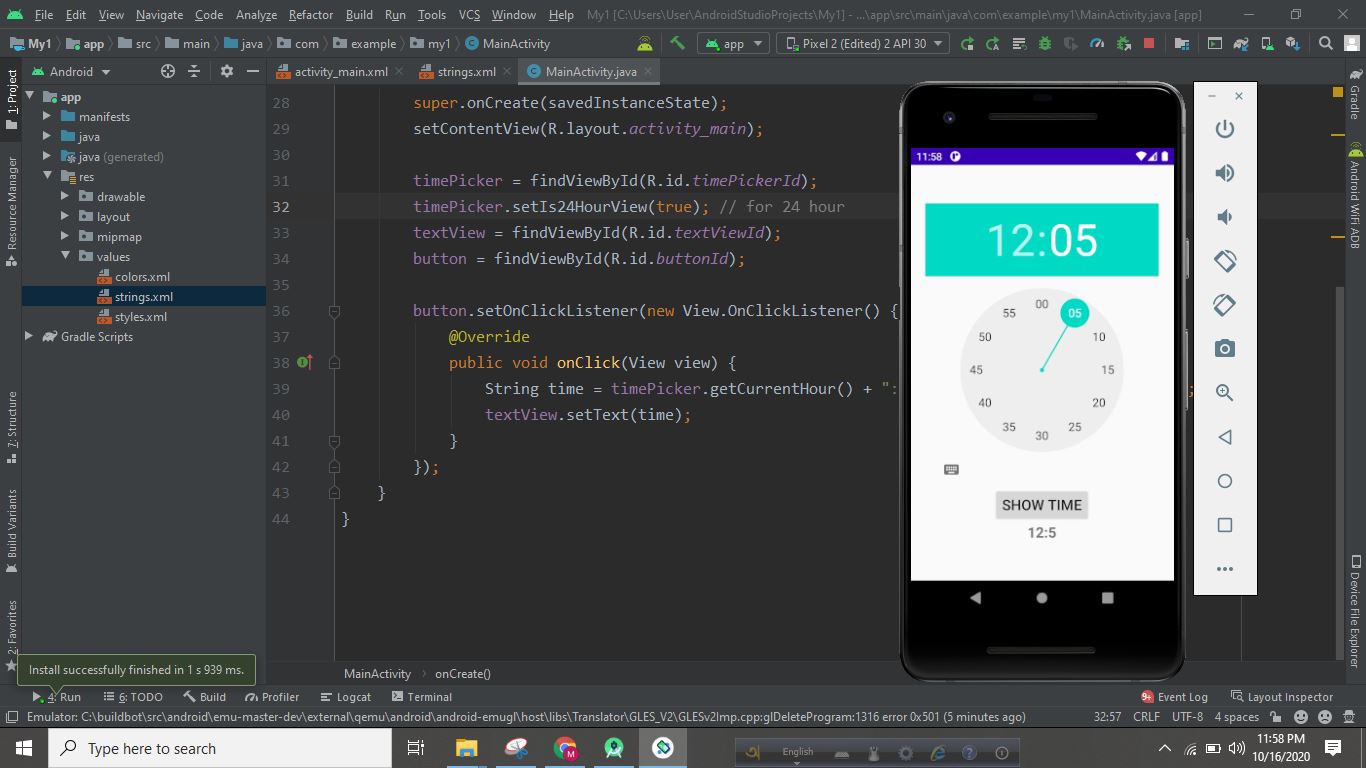 File Edit View Navigate Code Analyze Refactor Build Run Tools VCS Window Help My1 [C:\Users\User\AndroidStudioProjects\My1] - ...\app\src\main\java\com\example\my1\MainActivity.java [app]
My1 app src main java com example my1 MainActivity app Pixel 2 (Edited) 2 API 30
Android activity_main.xml strings.xml MainActivity.java
1: Project
Resource Manager
7: Structure
Build Variants
2: Favorites
app
manifests
java
java (generated)
res
drawable
layout
mipmap
values
colors.xml
strings.xml
styles.xml
Gradle Scripts
28 super.onCreate(savedInstanceState);
29 setContentView(R.layout.activity_main);
30
31 timePicker = findViewById(R.id.timePickerId);
32 timePicker.setIs24HourView(true); // for 24 hour
33 textView = findViewById(R.id.textViewId);
34 button = findViewById(R.id.buttonId);
35
36 button.setOnClickListener(new View.OnClickListener() {
37 @Override
38 public void onClick(View view) {
39 String time = timePicker.getCurrentHour() + ": ;
40 textView.setText(time);
41 }
42 });
43 }
44 }
11:58
12:05
00
05
10
15
20
25
30
35
40
45
50
55
SHOW TIME
12:5
Gradle
Android WiFi ADB
Device File Explorer
MainActivity onCreate()
Install successfully finished in 1 s 939 ms.
4: Run 6: TODO Build Profiler Logcat Terminal 9+ Event Log Layout Inspector
Emulator: C:\buildbot\src\android\emu-master-dev\external\qemu\android\android-emugl\host\libs\Translator\GLES_V2\GLESv2Imp.cpp:glDeleteProgram:1316 error 0x501 (5 minutes ago) 32:57 CRLF UTF-8 4 spaces
Type here to search English 11:58 PM
10/16/2020